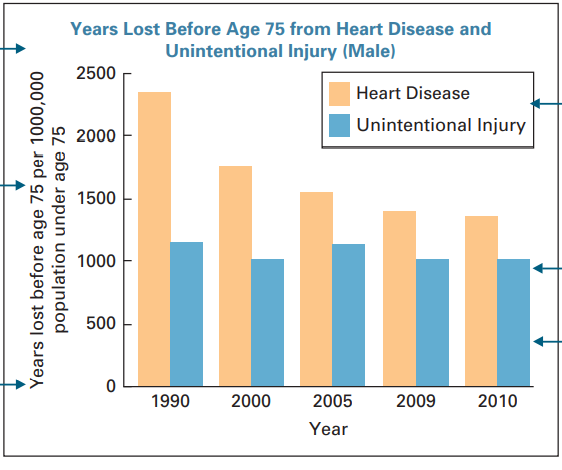 Years Lost Before Age 75 from Heart Disease and
Unintentional Injury (Male)
Years lost before age 75 per 1000,000
population under age 75
2500
2000
1500
1000
500
0
Heart Disease
Unintentional Injury
1990 2000 2005 2009 2010
Year